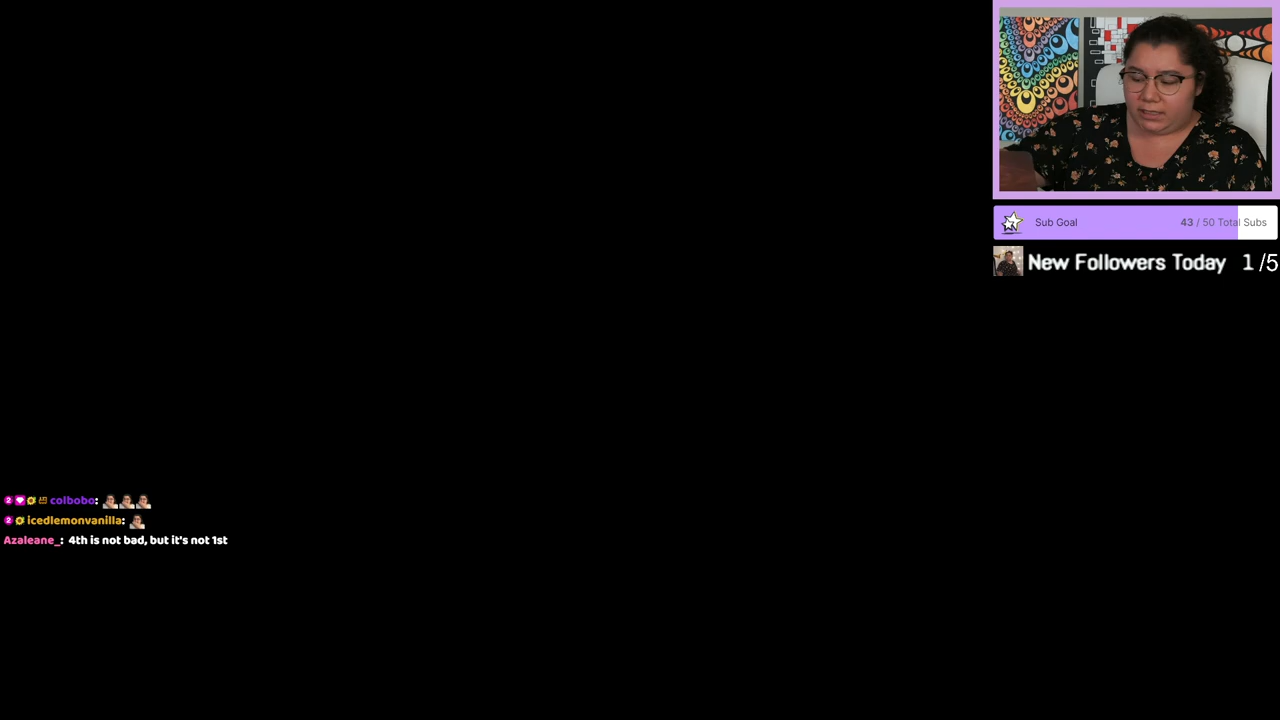 Sub Goal 43 / 50 Total Subs
New Followers Today 1 /5
colbobo:
icedlemonvanilla:
Azaleane_: 4th is not bad, but it's not 1st